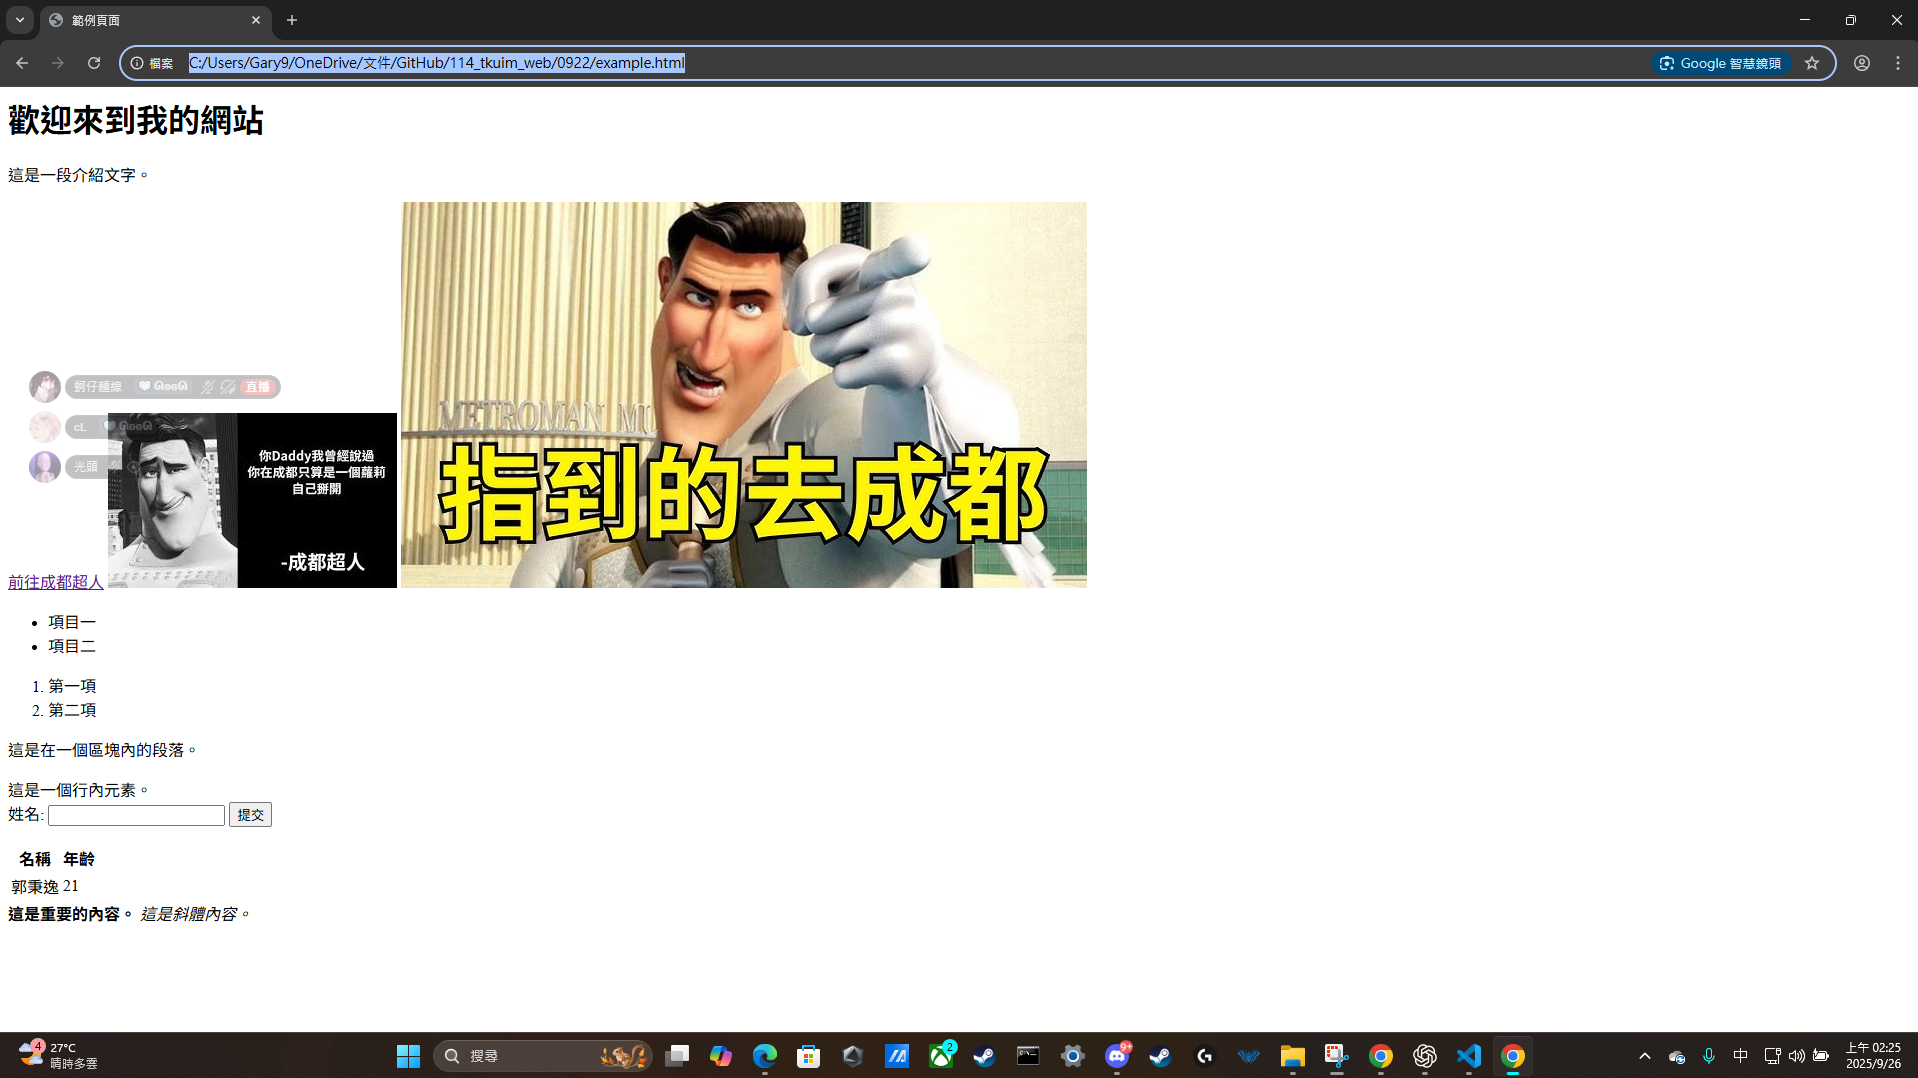 範例頁面
檔案 C:/Users/Gary9/OneDrive/文件/GitHub/114_tkuim_web/0922/example.html Google 智慧鏡頭
歡迎來到我的網站
這是一段介紹文字。
METROMAN MU
指到的去成都
蚵仔麵線 直播
cL
光頭
你Daddy我曾經說過
你在成都只算是一個蘿莉
自己掰開
-成都超人
前往成都超人
項目一
項目二
1. 第一項
2. 第二項
這是在一個區塊內的段落。
這是一個行內元素。
姓名: 提交
名稱 年齡
郭秉逸 21
這是重要的內容。 這是斜體內容。
4 27°C
晴時多雲
搜尋
2
9+
中
上午 02:25
2025/9/26